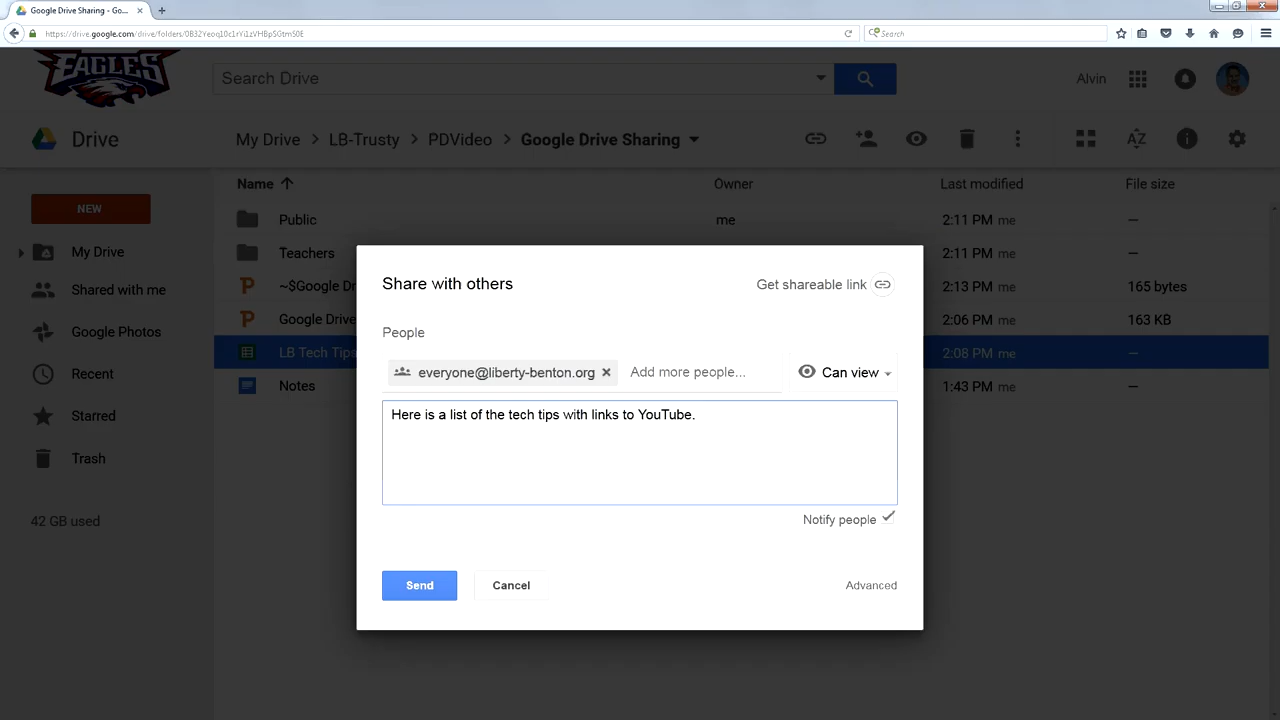 Google Drive Sharing - Go...
Search
EAGLES
Search Drive
Alvin
Drive
My Drive > LB-Trusty > PDVideo > Google Drive Sharing
NEW
My Drive
Shared with me
Google Photos
Recent
Starred
Trash
42 GB used
Name Owner Last modified File size
Public me 2:11 PM me —
Teachers 2:11 PM me —
~$Google Dr 2:13 PM me 165 bytes
Google Drive 2:06 PM me 163 KB
LB Tech Tips 2:08 PM me —
Notes 1:43 PM me —
Share with others
Get shareable link
People
everyone@liberty-benton.org Add more people... Can view
Here is a list of the tech tips with links to YouTube.
Notify people
Send Cancel Advanced